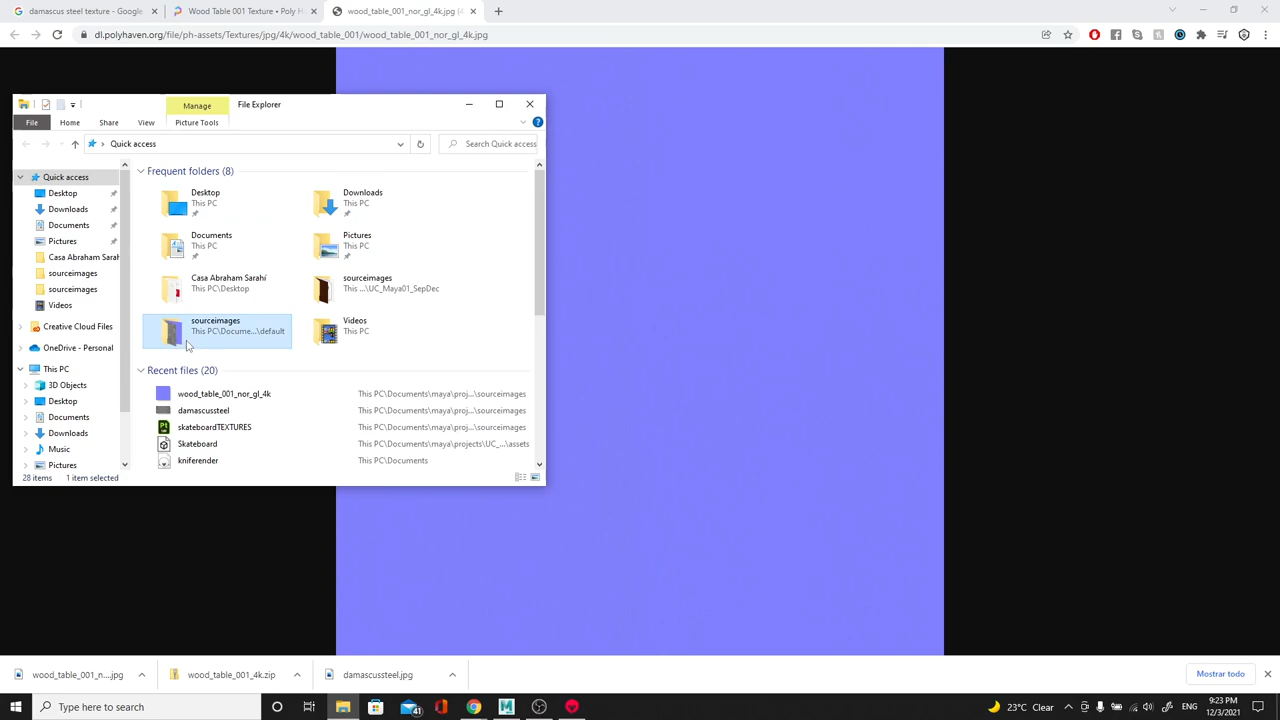 damascus steel texture - Google
Wood Table 001 Texture • Poly H
wood_table_001_nor_gl_4k.jpg (4
dl.polyhaven.org/file/ph-assets/Textures/jpg/4k/wood_table_001/wood_table_001_nor_gl_4k.jpg
Manage
File Explorer
File
Home
Share
View
Picture Tools
Quick access
Search Quick access
Quick access
Desktop
Downloads
Documents
Pictures
Casa Abraham Sarah
sourceimages
sourceimages
Videos
Creative Cloud Files
OneDrive - Personal
This PC
3D Objects
Desktop
Documents
Downloads
Music
Pictures
Frequent folders (8)
Desktop
This PC
Downloads
This PC
Documents
This PC
Pictures
This PC
Casa Abraham Sarahí
This PC\Desktop
sourceimages
This ...\UC_Maya01_SepDec
sourceimages
This PC\Docume...\default
Videos
This PC
Recent files (20)
wood_table_001_nor_gl_4k This PC\Documents\maya\proj...\sourceimages
damascussteel This PC\Documents\maya\proj...\sourceimages
skateboardTEXTURES This PC\Documents\maya\proj...\sourceimages
Skateboard This PC\Documents\maya\projects\UC_...\assets
kniferender This PC\Documents
28 items 1 item selected
wood_table_001_n....jpg
wood_table_001_4k.zip
damascussteel.jpg
Mostrar todo
Type here to search
41
23°C Clear
ENG
9:23 PM
12/3/2021